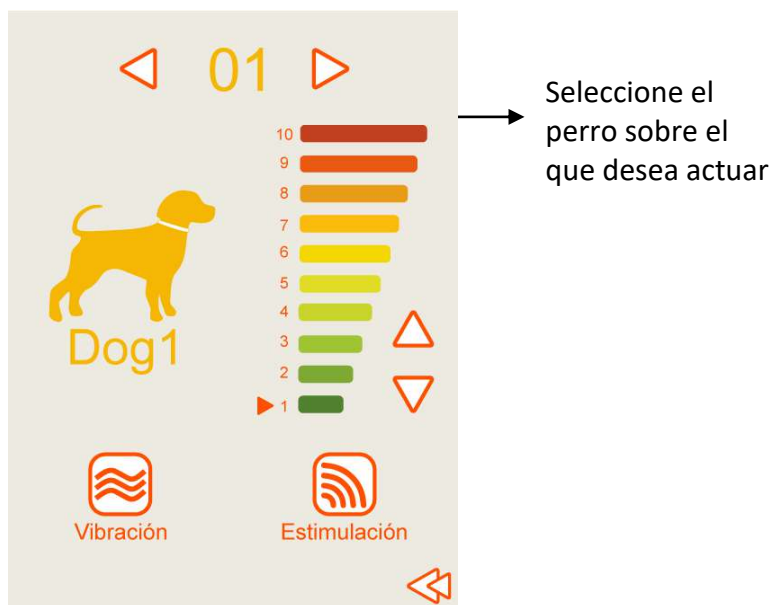 01
Seleccione el
perro sobre el
que desea actuar
10
9
8
7
6
5
4
3
2
1
Dog1
Vibración
Estimulación